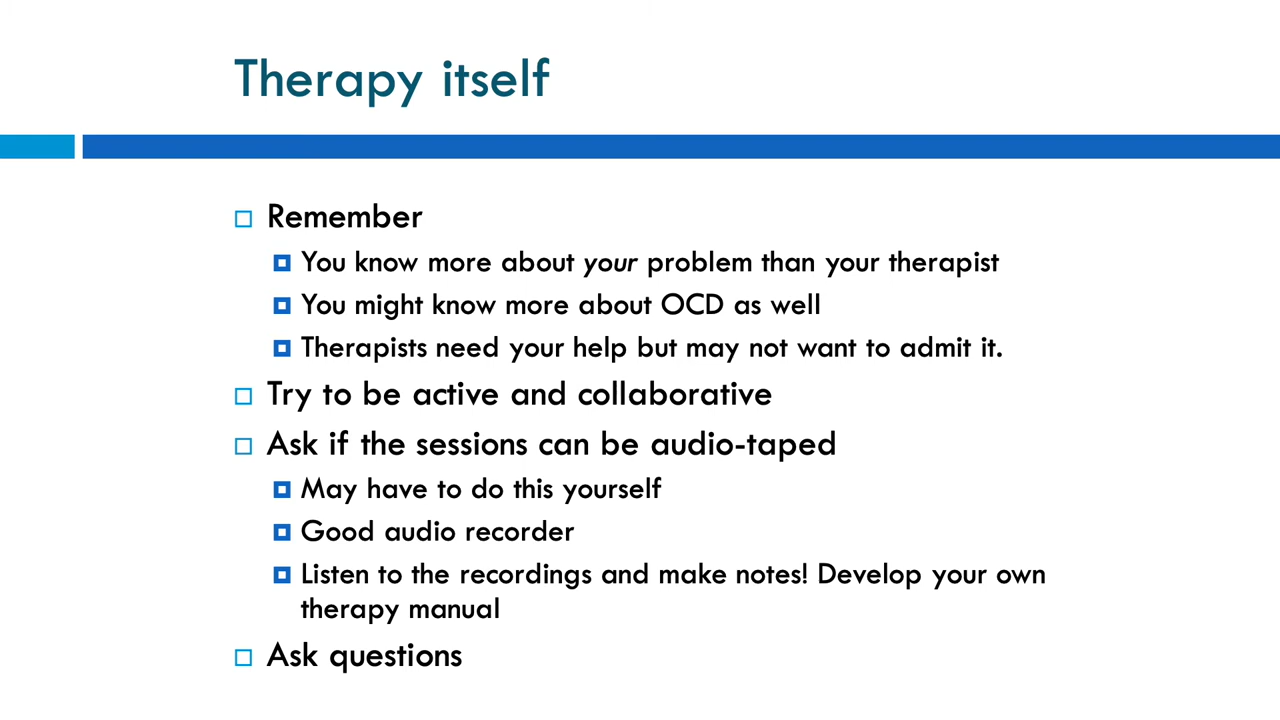 Therapy itself
Remember
You know more about your problem than your therapist
You might know more about OCD as well
Therapists need your help but may not want to admit it.
Try to be active and collaborative
Ask if the sessions can be audio-taped
May have to do this yourself
Good audio recorder
Listen to the recordings and make notes! Develop your own
therapy manual
Ask questions